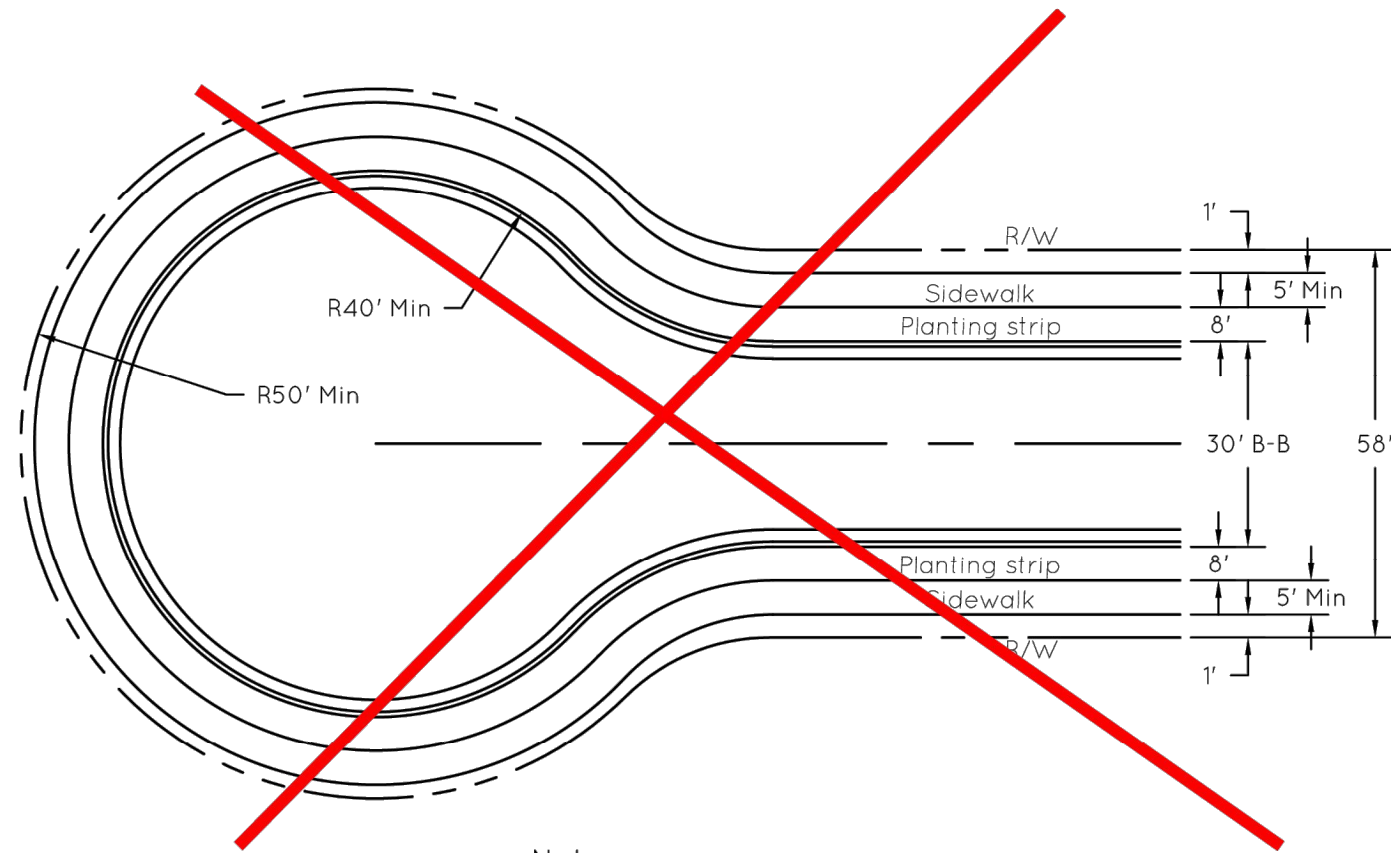 1'
R/W
Sidewalk
5' Min
Planting strip
8'
R40' Min
R50' Min
30' B-B
58'
Planting strip
8'
Sidewalk
5' Min
R/W
1'